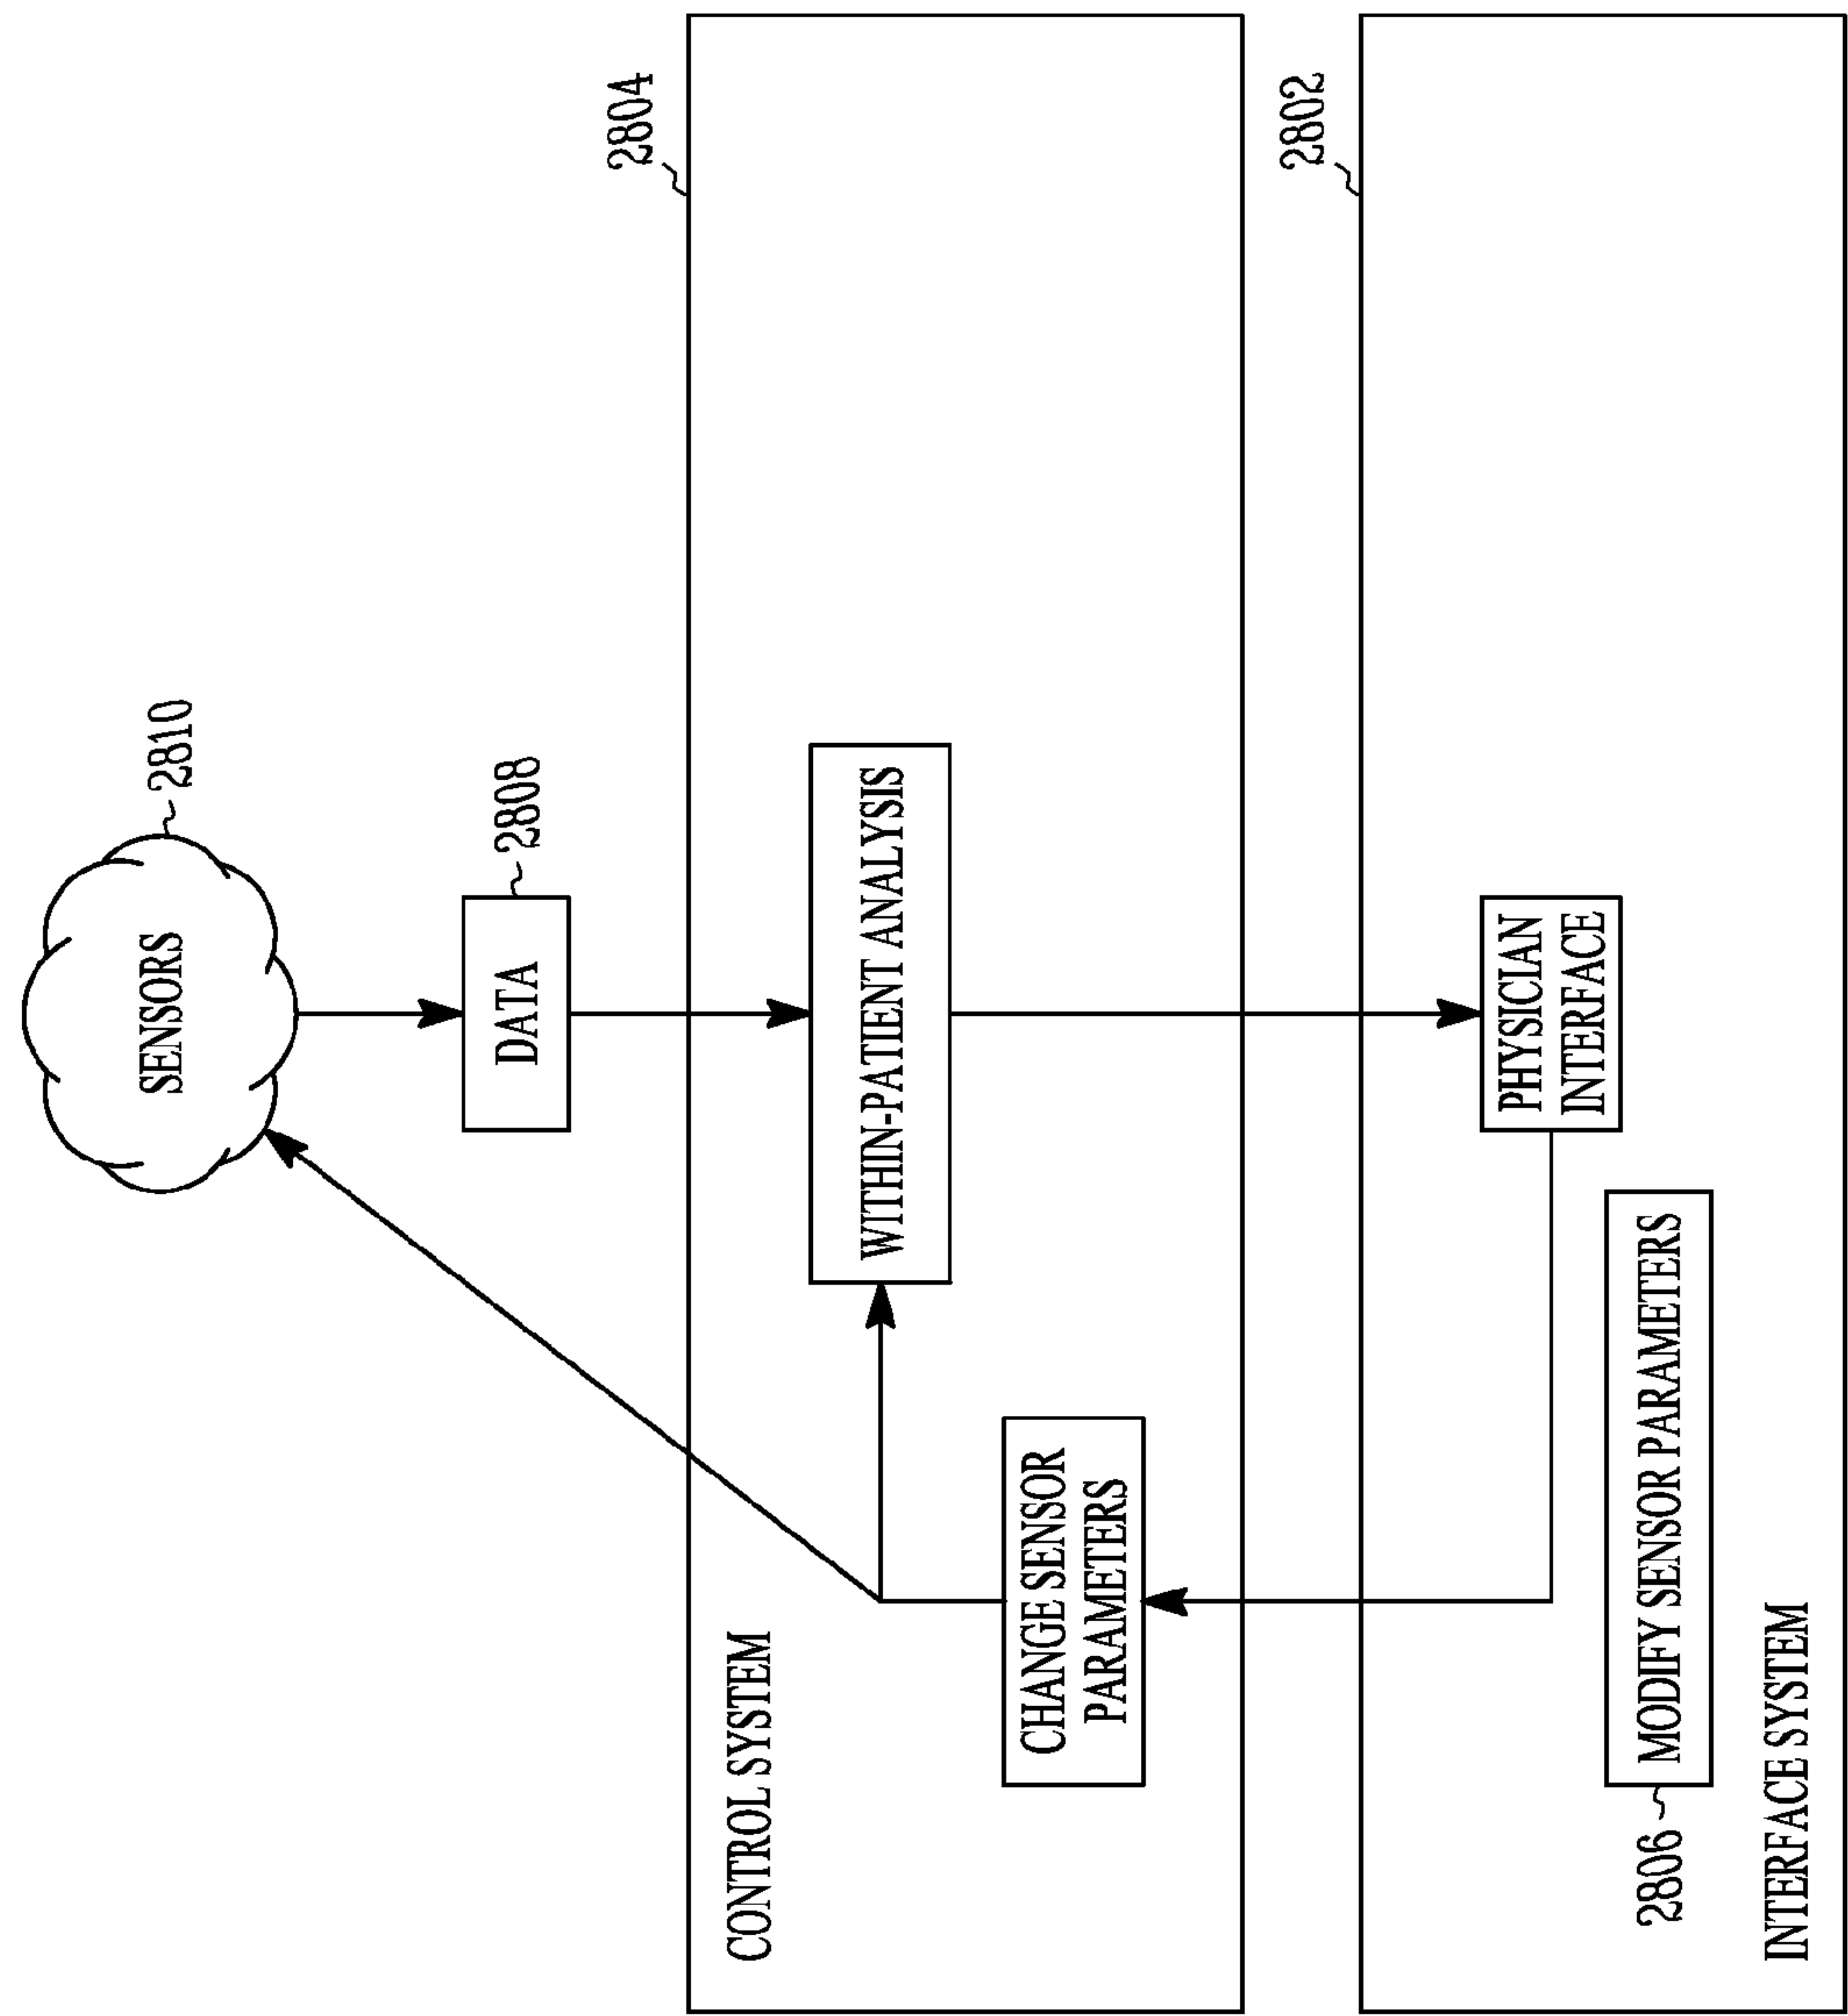 SENSORS
2810
DATA
2808
2804
CONTROL SYSTEM
WITHIN-PATIENT ANALYSIS
CHANGE SENSOR
PARAMETERS
2802
PHYSICIAN
INTERFACE
2806
MODIFY SENSOR PARAMETERS
INTERFACE SYSTEM